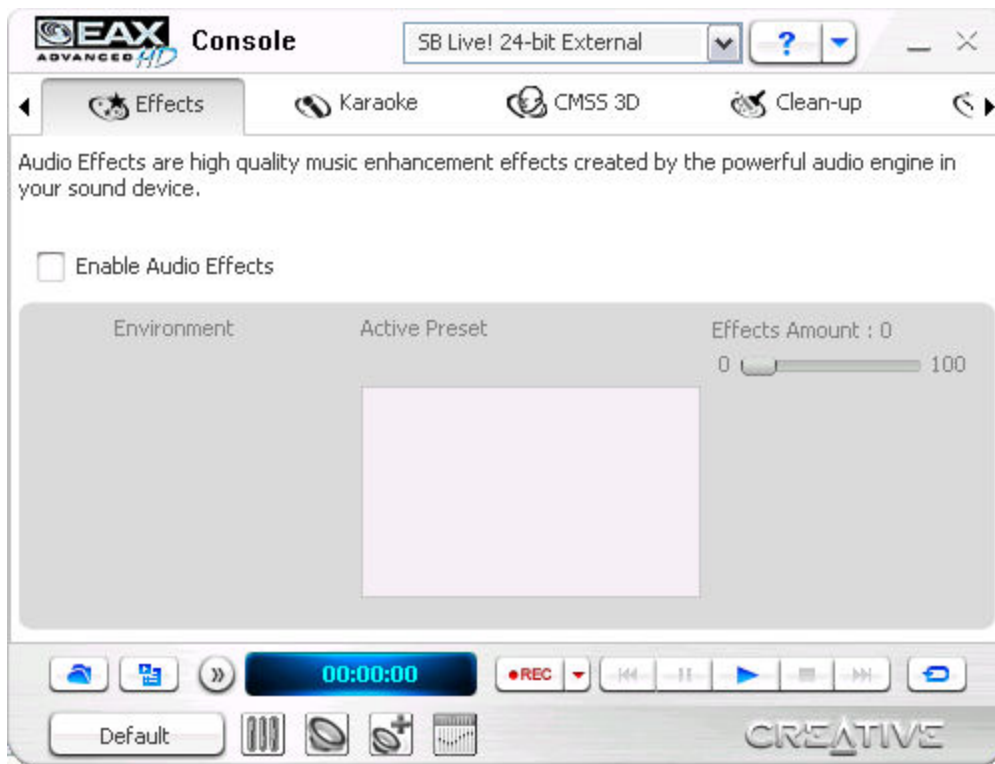 EAX
ADVANCED HD
Console
SB Live! 24-bit External
?
Effects
Karaoke
CMSS 3D
Clean-up
Audio Effects are high quality music enhancement effects created by the powerful audio engine in
your sound device.
Enable Audio Effects
Environment
Active Preset
Effects Amount : 0
0
100
00:00:00
REC
Default
CREATIVE